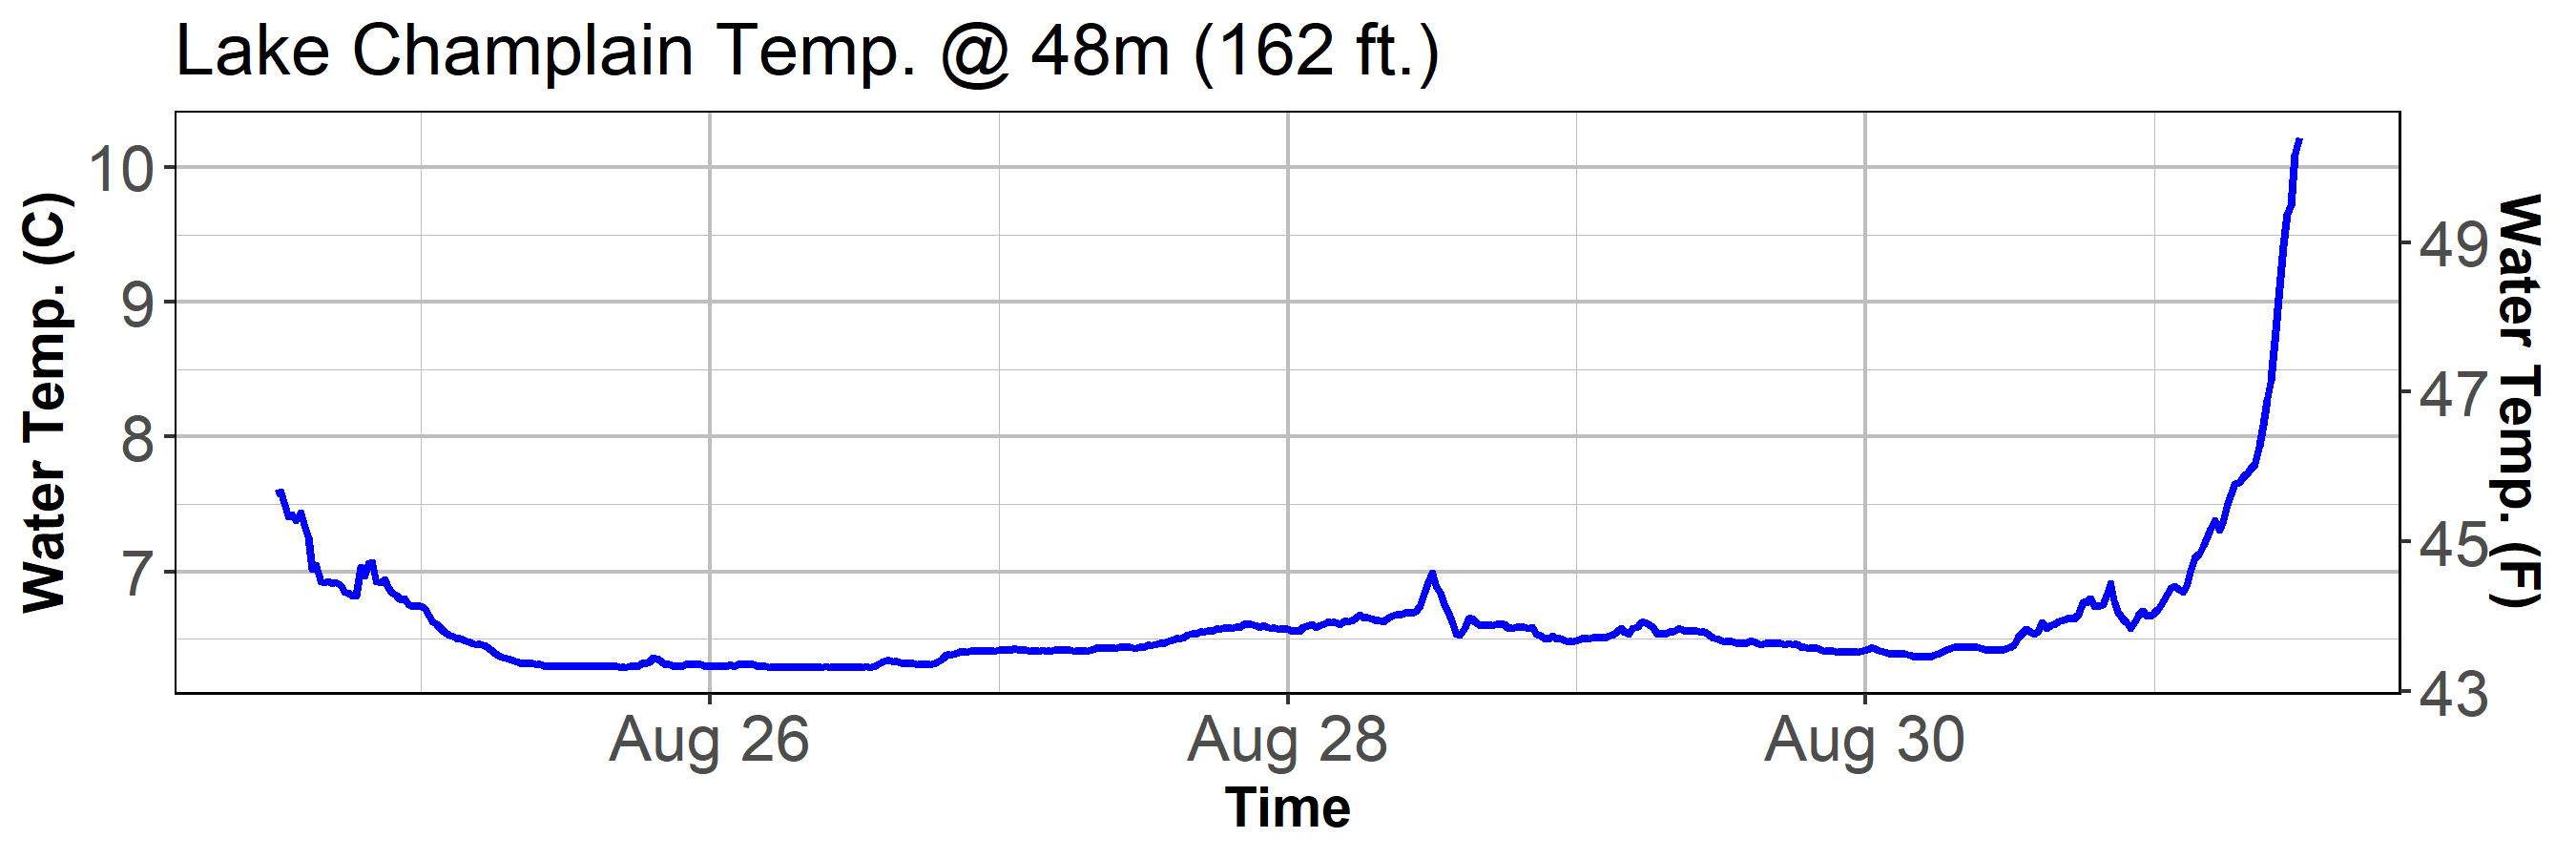 Lake Champlain Temp. @ 48m (162 ft.)
Water Temp. (C)
10
9
8
7
49
47
45
43
Water Temp. (F)
Aug 26
Aug 28
Aug 30
Time